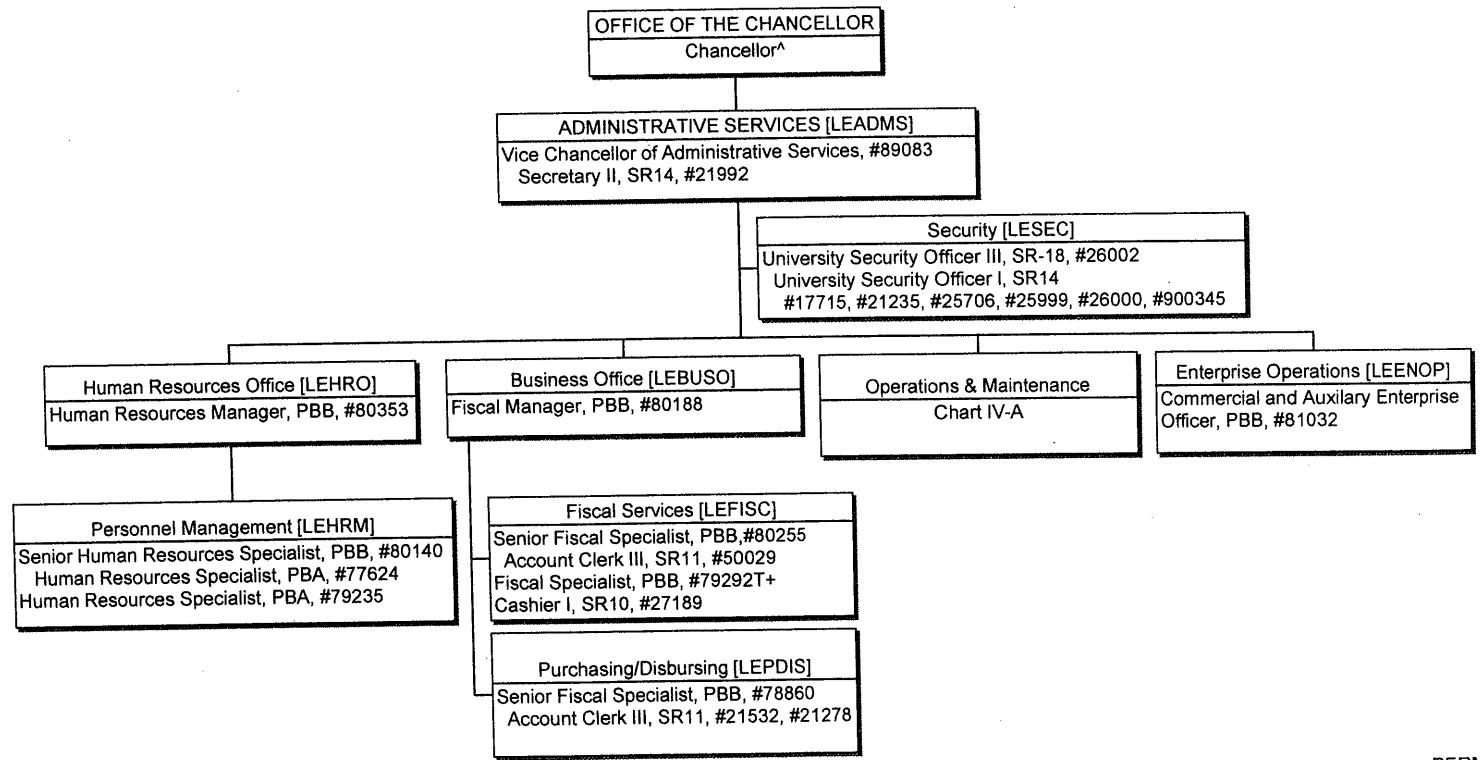 OFFICE OF THE CHANCELLOR
Chancellor^
ADMINISTRATIVE SERVICES [LEADMS]
Vice Chancellor of Administrative Services, #89083
Secretary II, SR14, #21992
Security [LESEC]
University Security Officer III, SR-18, #26002
University Security Officer I, SR14
#17715, #21235, #25706, #25999, #26000, #900345
Human Resources Office [LEHRO]
Human Resources Manager, PBB, #80353
Business Office [LEBUSO]
Fiscal Manager, PBB, #80188
Operations & Maintenance
Chart IV-A
Enterprise Operations [LEENOP]
Commercial and Auxilary Enterprise
Officer, PBB, #81032
Personnel Management [LEHRM]
Senior Human Resources Specialist, PBB, #80140
Human Resources Specialist, PBA, #77624
Human Resources Specialist, PBA, #79235
Fiscal Services [LEFISC]
Senior Fiscal Specialist, PBB,#80255
Account Clerk III, SR11, #50029
Fiscal Specialist, PBB, #79292T+
Cashier I, SR10, #27189
Purchasing/Disbursing [LEPDIS]
Senior Fiscal Specialist, PBB, #78860
Account Clerk III, SR11, #21532, #21278